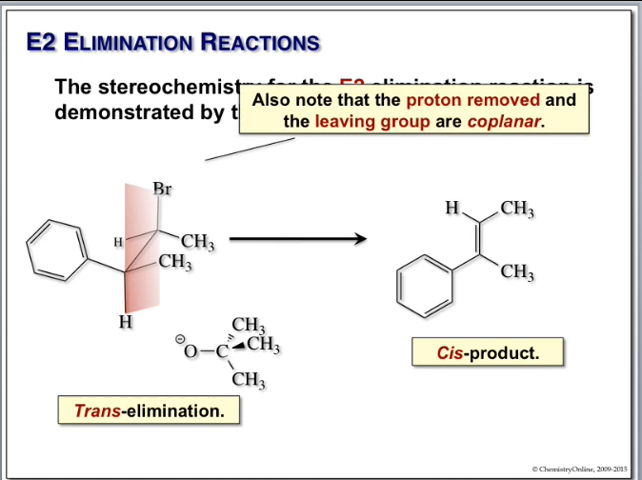 E2 ELIMINATION REACTIONS
The stereochemistry for the E2 elimination reaction is
demonstrated by t
Also note that the proton removed and
the leaving group are coplanar.
Br
H
CH3
CH3
H
H
CH3
CH3
⊖
O–C
CH3
CH3
CH3
Cis-product.
Trans-elimination.
© ChemistryOnline, 2009-2015